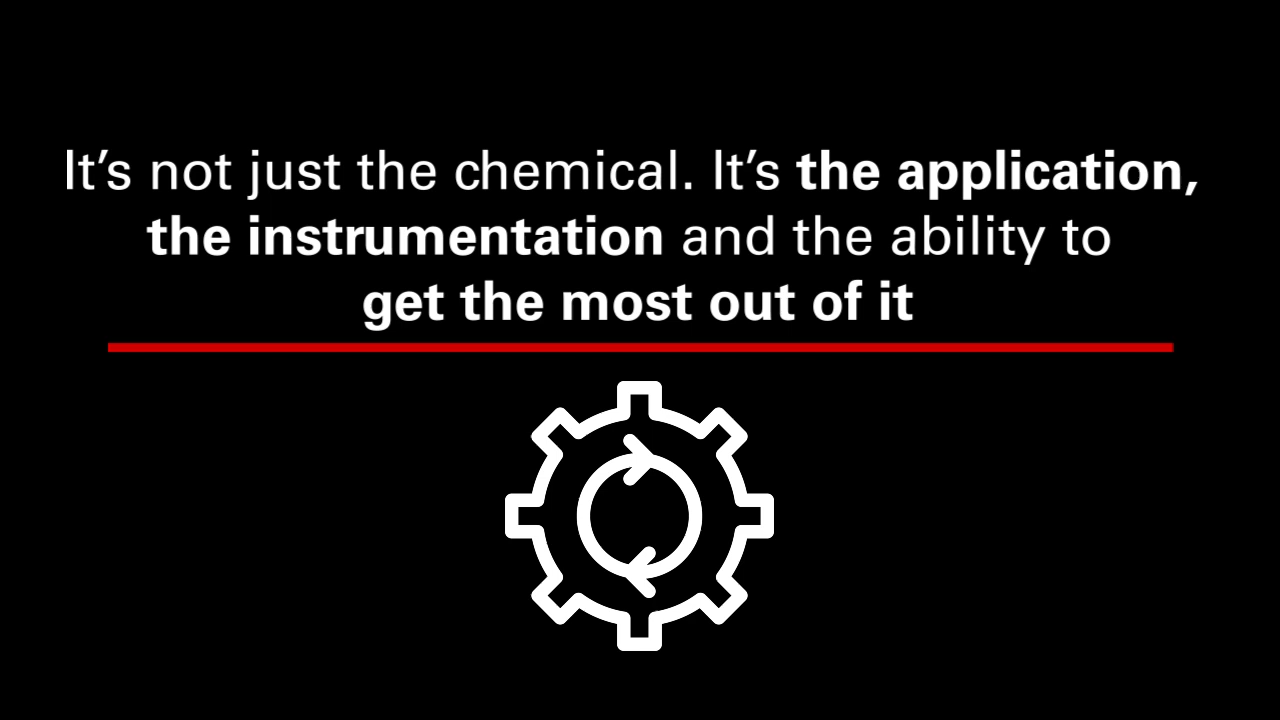 It’s not just the chemical. It’s the application,
the instrumentation and the ability to
get the most out of it